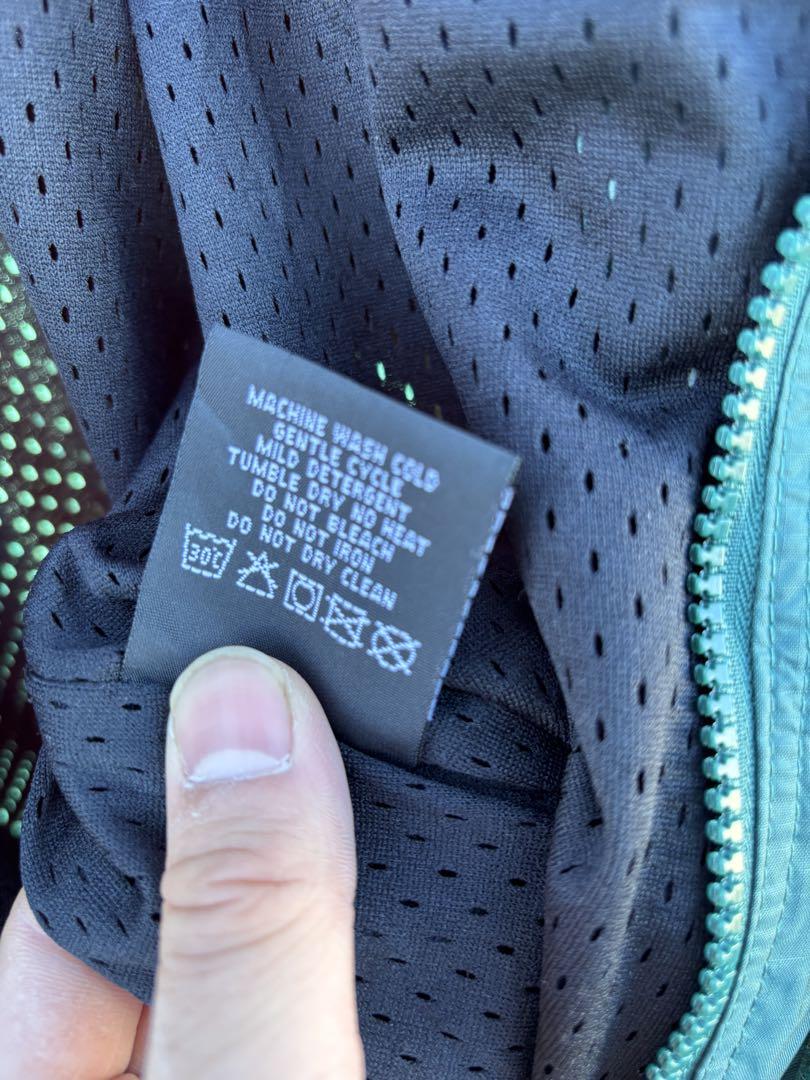 MACHINE WASH COLD
GENTLE CYCLE
MILD DETERGENT
TUMBLE DRY NO HEAT
DO NOT BLEACH
DO NOT IRON
DO NOT DRY CLEAN
30C